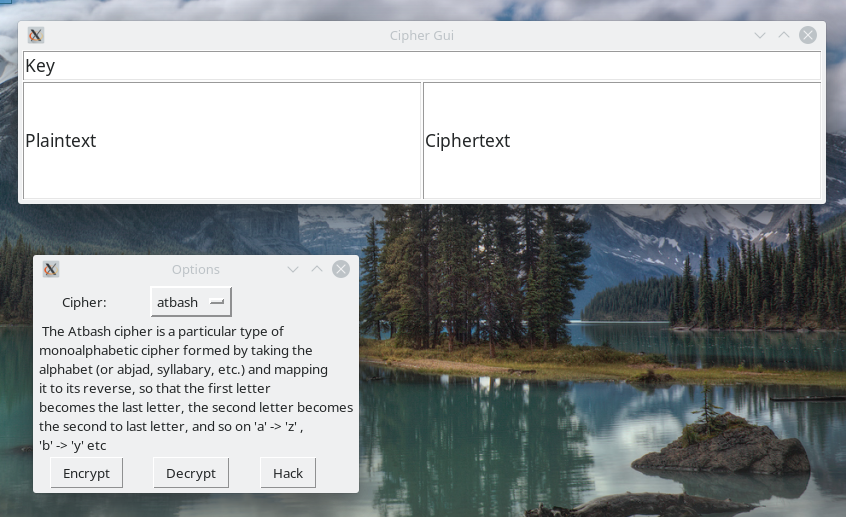 Cipher Gui
Key
Plaintext Ciphertext
Options
Cipher: atbash
The Atbash cipher is a particular type of
monoalphabetic cipher formed by taking the
alphabet (or abjad, syllabary, etc.) and mapping
it to its reverse, so that the first letter
becomes the last letter, the second letter becomes
the second to last letter, and so on 'a' -> 'z' ,
'b' -> 'y' etc
Encrypt Decrypt Hack